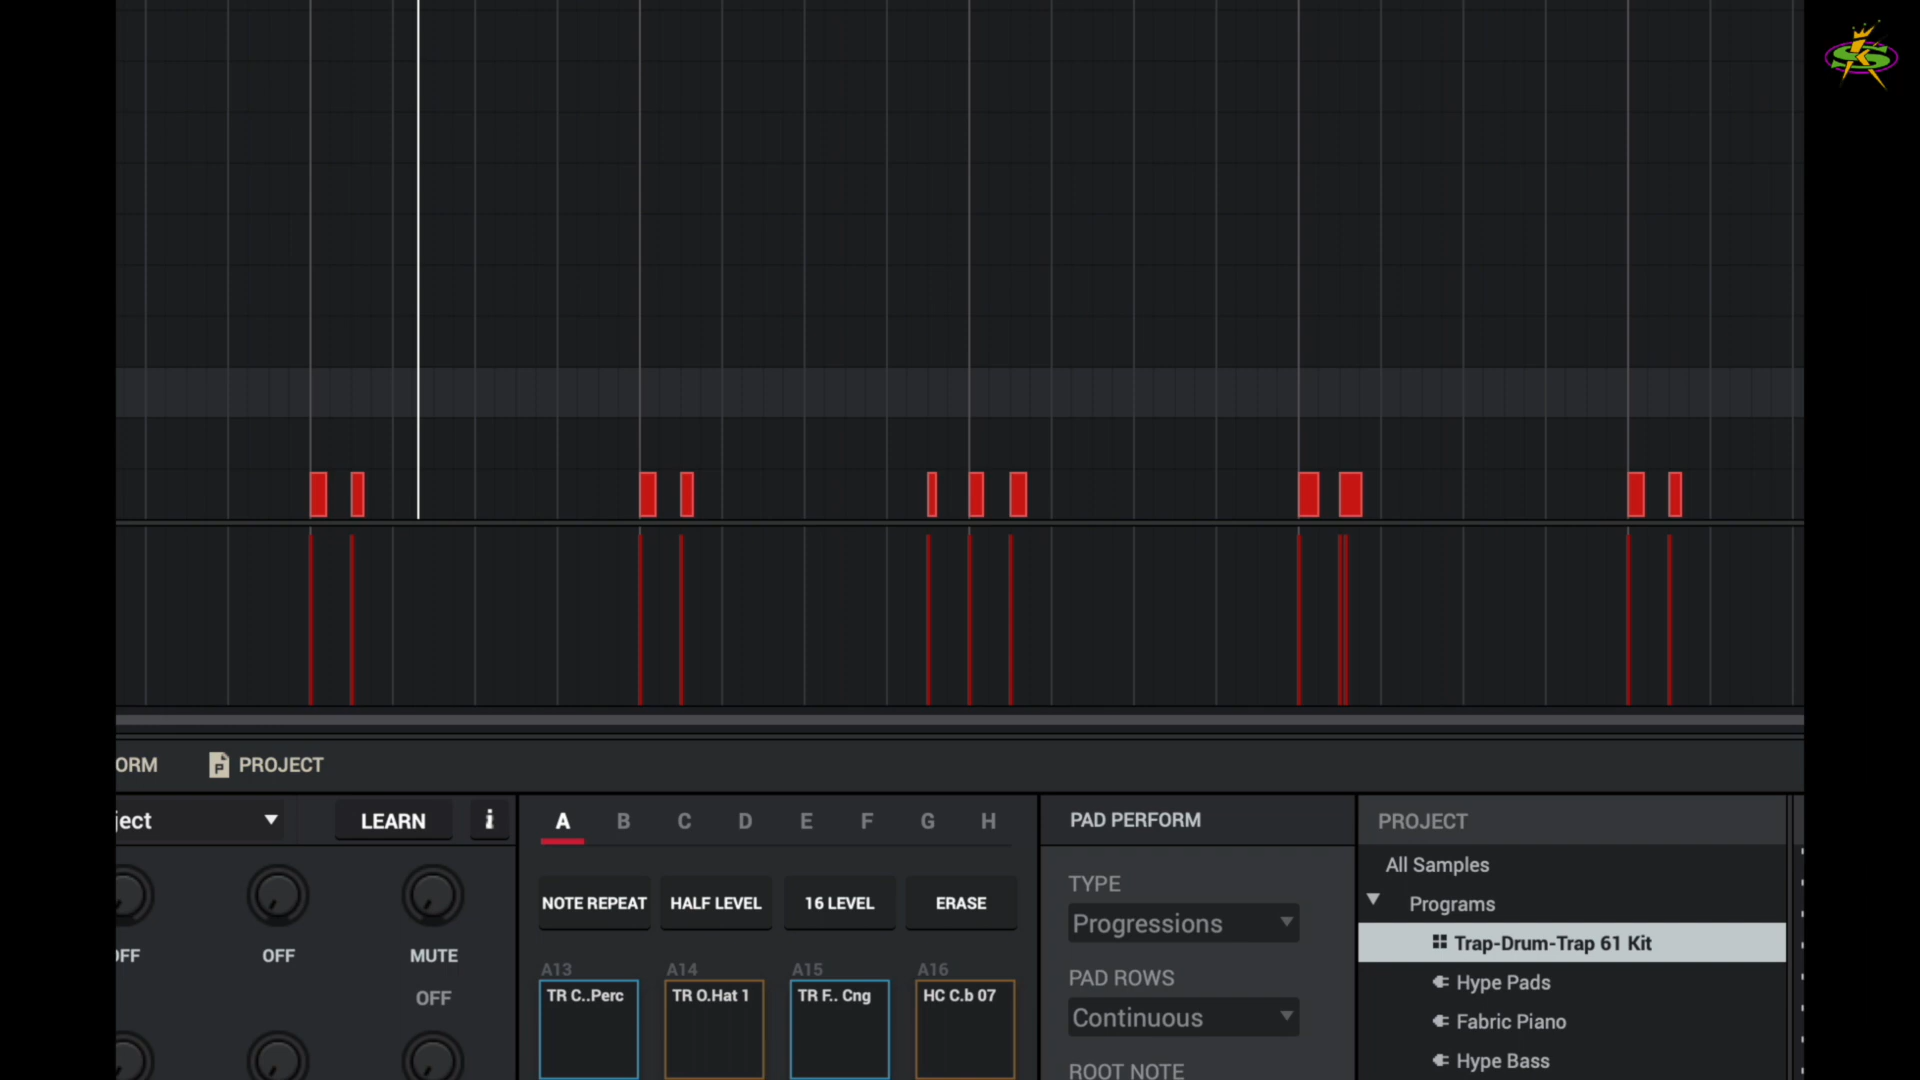 ORM
PROJECT
ject
LEARN
i
A B C D E F G H
PAD PERFORM
PROJECT
NOTE REPEAT
HALF LEVEL
16 LEVEL
ERASE
TYPE
Progressions
All Samples
Programs
Trap-Drum-Trap 61 Kit
Hype Pads
Fabric Piano
Hype Bass
OFF
OFF
MUTE
OFF
A13
A14
A15
A16
TR C..Perc
TR O.Hat 1
TR F.. Cng
HC C.b 07
PAD ROWS
Continuous
ROOT NOTE